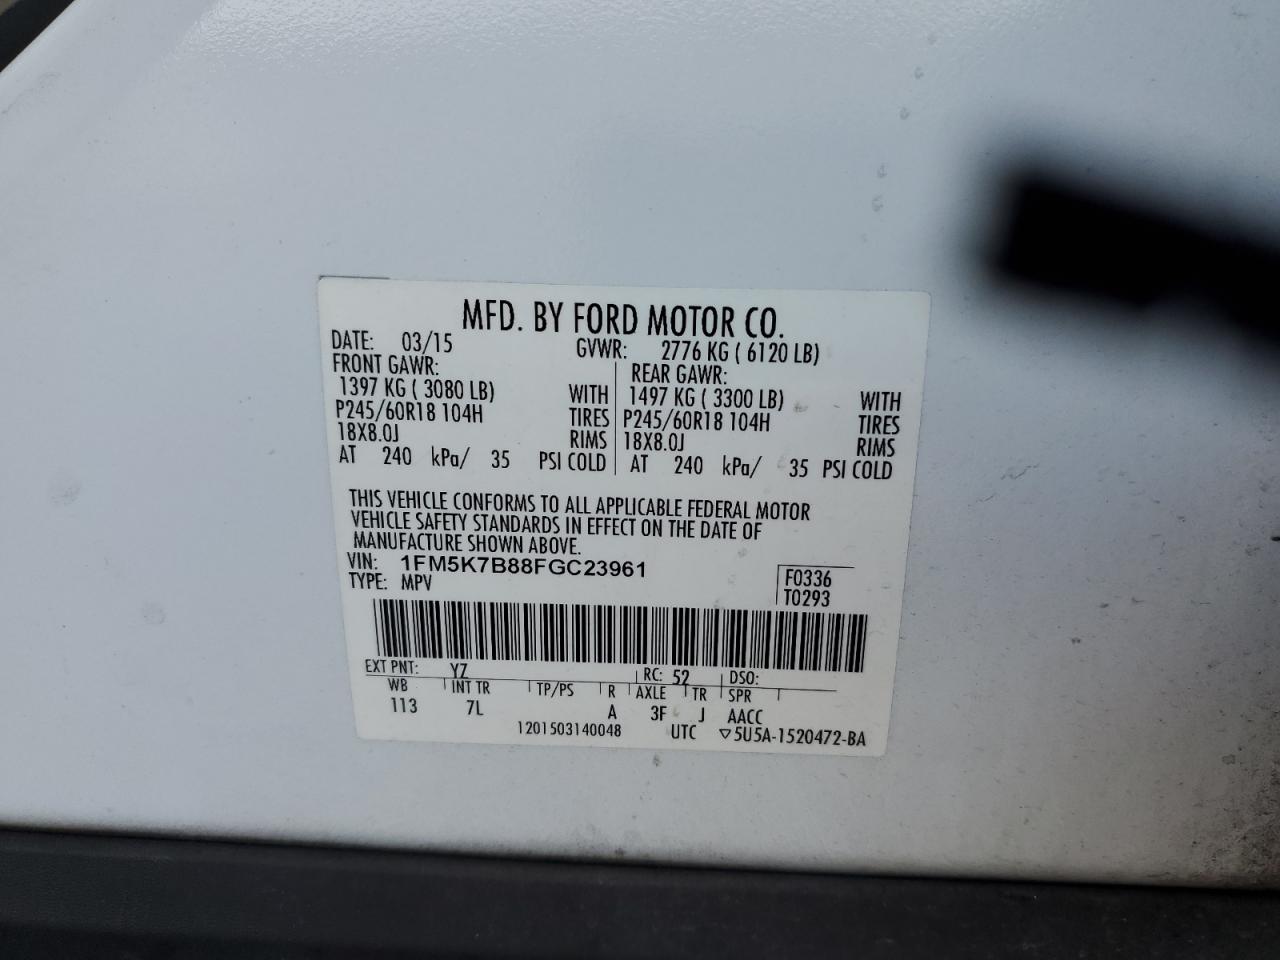 MFD. BY FORD MOTOR CO.
DATE: 03/15 GVWR: 2776 KG ( 6120 LB)
FRONT GAWR:
1397 KG ( 3080 LB) WITH
P245/60R18 104H TIRES
18X8.0J RIMS
AT 240 kPa/ 35 PSI COLD
REAR GAWR:
1497 KG ( 3300 LB) WITH
P245/60R18 104H TIRES
18X8.0J RIMS
AT 240 kPa/ 35 PSI COLD
THIS VEHICLE CONFORMS TO ALL APPLICABLE FEDERAL MOTOR
VEHICLE SAFETY STANDARDS IN EFFECT ON THE DATE OF
MANUFACTURE SHOWN ABOVE.
VIN: 1FM5K7B88FGC23961
TYPE: MPV
F0336
T0293
EXT PNT: YZ RC: 52 DSO:
WB INT TR TP/PS R AXLE TR SPR
113 7L A 3F J AACC
1201503140048 UTC ▽5U5A-1520472-BA